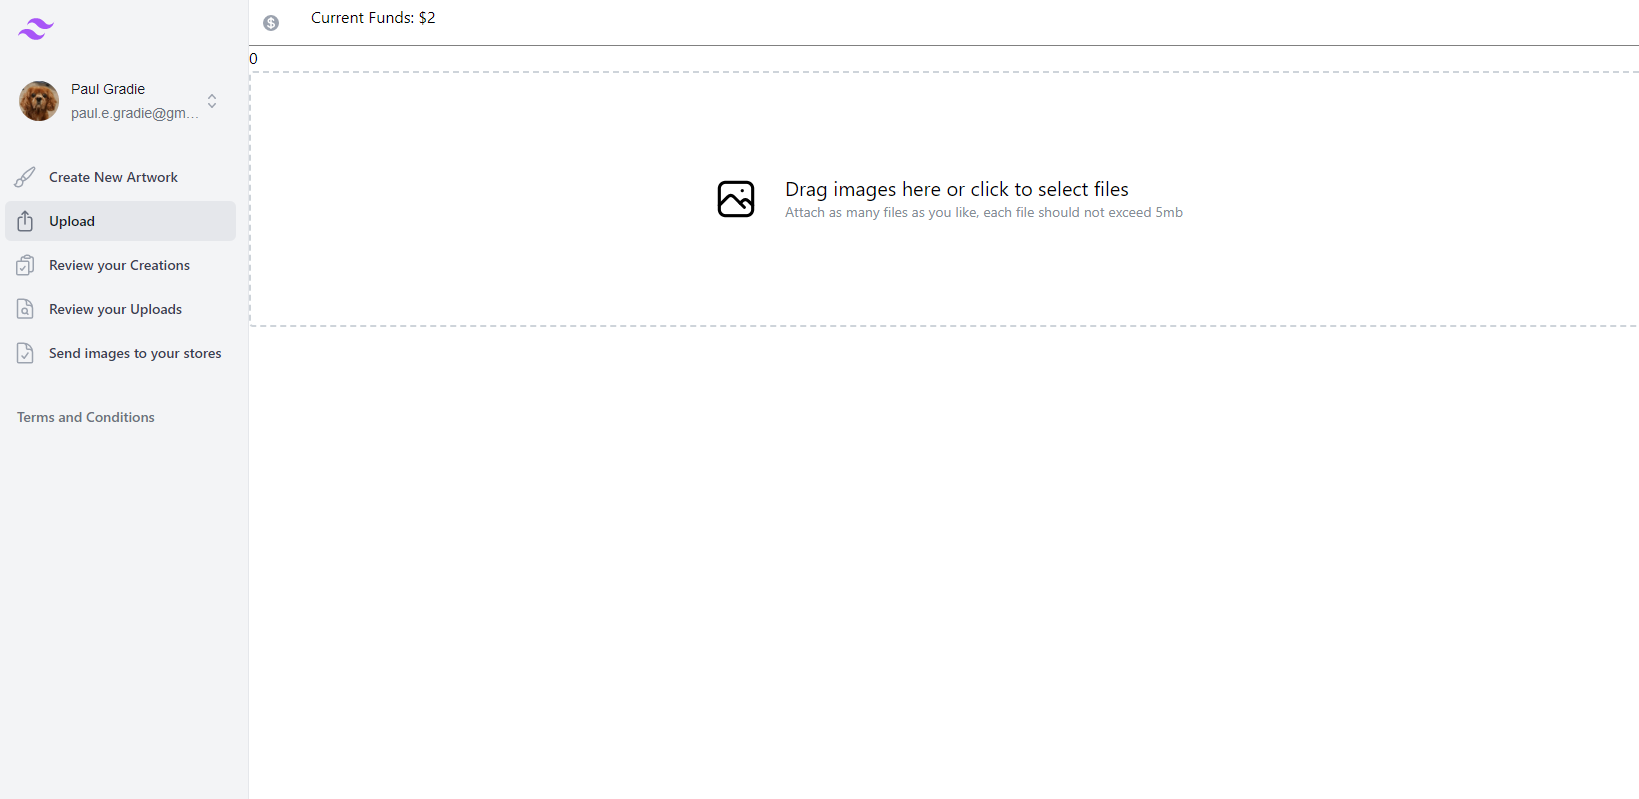 Current Funds: $2
0
Paul Gradie
paul.e.gradie@gm...
Create New Artwork
Upload
Review your Creations
Review your Uploads
Send images to your stores
Terms and Conditions
Drag images here or click to select files
Attach as many files as you like, each file should not exceed 5mb